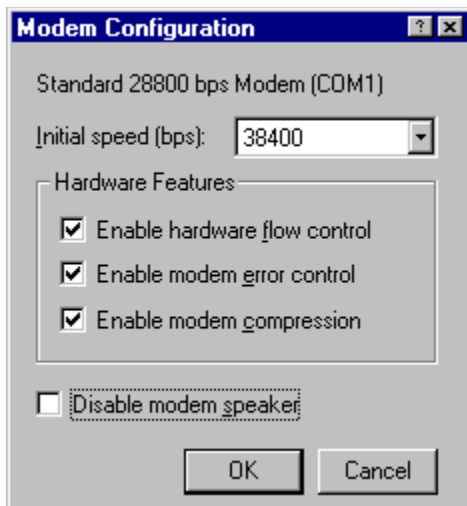 Modem Configuration
Standard 28800 bps Modem (COM1)
Initial speed (bps): 38400
Hardware Features
Enable hardware flow control
Enable modem error control
Enable modem compression
Disable modem speaker
OK Cancel